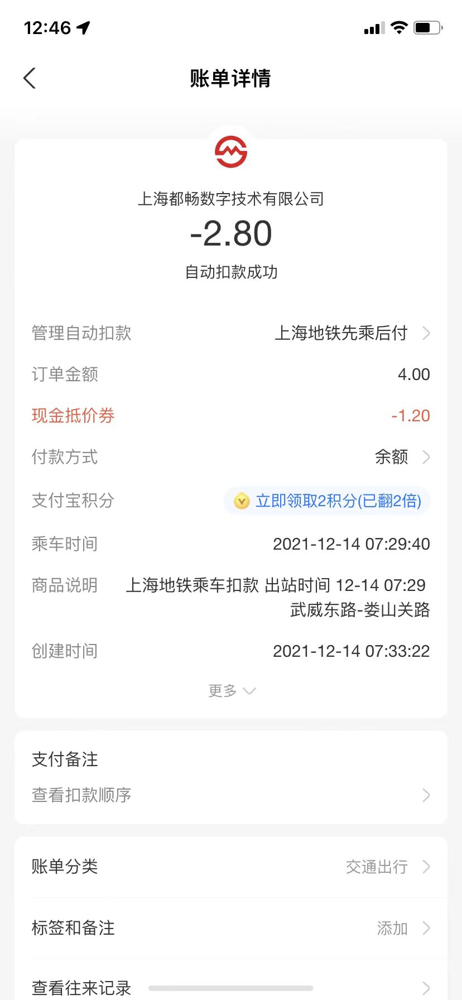 12:46
账单详情
上海都畅数字技术有限公司
-2.80
自动扣款成功
管理自动扣款 上海地铁先乘后付
订单金额 4.00
现金抵价券 -1.20
付款方式 余额
支付宝积分 立即领取2积分(已翻2倍)
乘车时间 2021-12-14 07:29:40
商品说明 上海地铁乘车扣款 出站时间 12-14 07:29
武威东路-娄山关路
创建时间 2021-12-14 07:33:22
更多
支付备注
查看扣款顺序
账单分类 交通出行
标签和备注 添加
查看往来记录